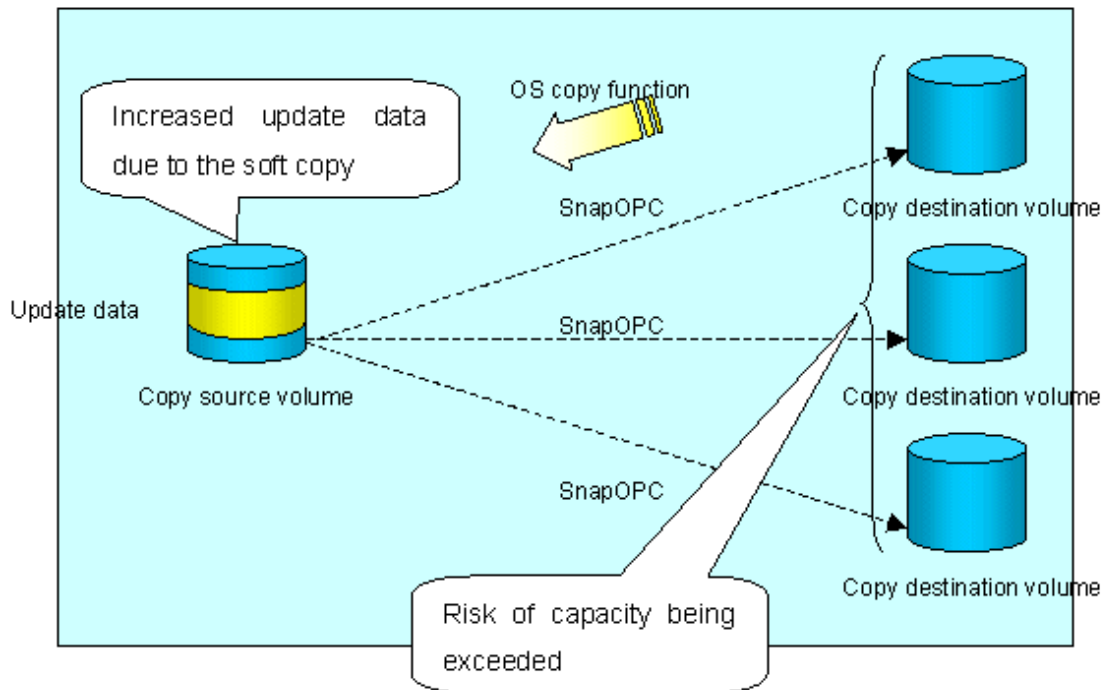 OS copy function
Increased update data
due to the soft copy
SnapOPC
Copy destination volume
Update data
SnapOPC
Copy source volume
Copy destination volume
SnapOPC
Copy destination volume
Risk of capacity being
exceeded